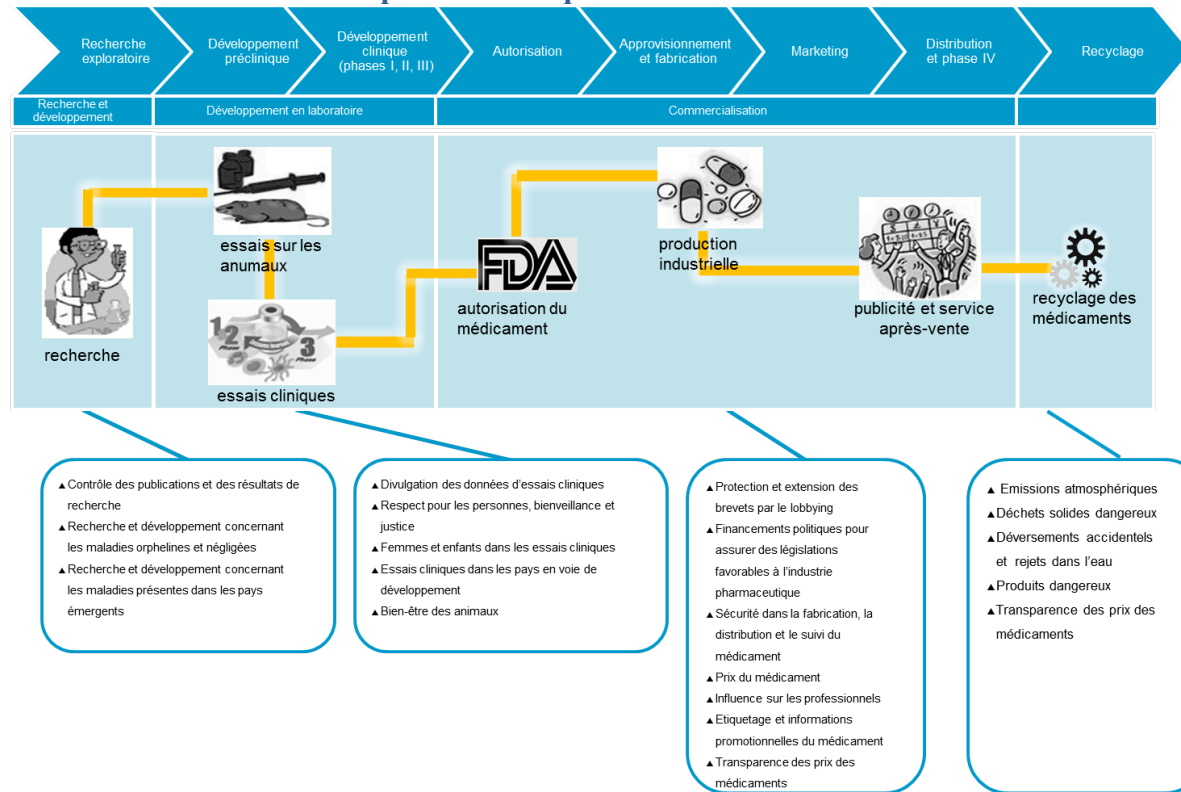 Recherche
exploratoire
Développement
préclinique
Développement
clinique
(phases I, II, III)
Autorisation
Approvisionnement
et fabrication
Marketing
Distribution
et phase IV
Recyclage
Recherche et
développement
Développement en laboratoire
Commercialisation
recherche
essais sur les
anumaux
1 2 3
Phase
essais cliniques
FDA
autorisation du
médicament
production
industrielle
publicité et service
après-vente
recyclage des
médicaments
▲Contrôle des publications et des résultats de
recherche
▲Recherche et développement concernant
les maladies orphelines et négligées
▲Recherche et développement concernant
les maladies présentes dans les pays
émergents
▲Divulgation des données d'essais cliniques
▲Respect pour les personnes, bienveillance et
justice
▲Femmes et enfants dans les essais cliniques
▲Essais cliniques dans les pays en voie de
développement
▲Bien-être des animaux
▲Protection et extension des
brevets par le lobbying
▲Financements politiques pour
assurer des législations
favorables à l'industrie
pharmaceutique
▲Sécurité dans la fabrication, la
distribution et le suivi du
médicament
▲Prix du médicament
▲Influence sur les professionnels
▲Etiquetage et informations
promotionnelles du médicament
▲Transparence des prix des
médicaments
▲ Emissions atmosphériques
▲Déchets solides dangereux
▲Déversements accidentels
et rejets dans l'eau
▲Produits dangereux
▲Transparence des prix des
médicaments